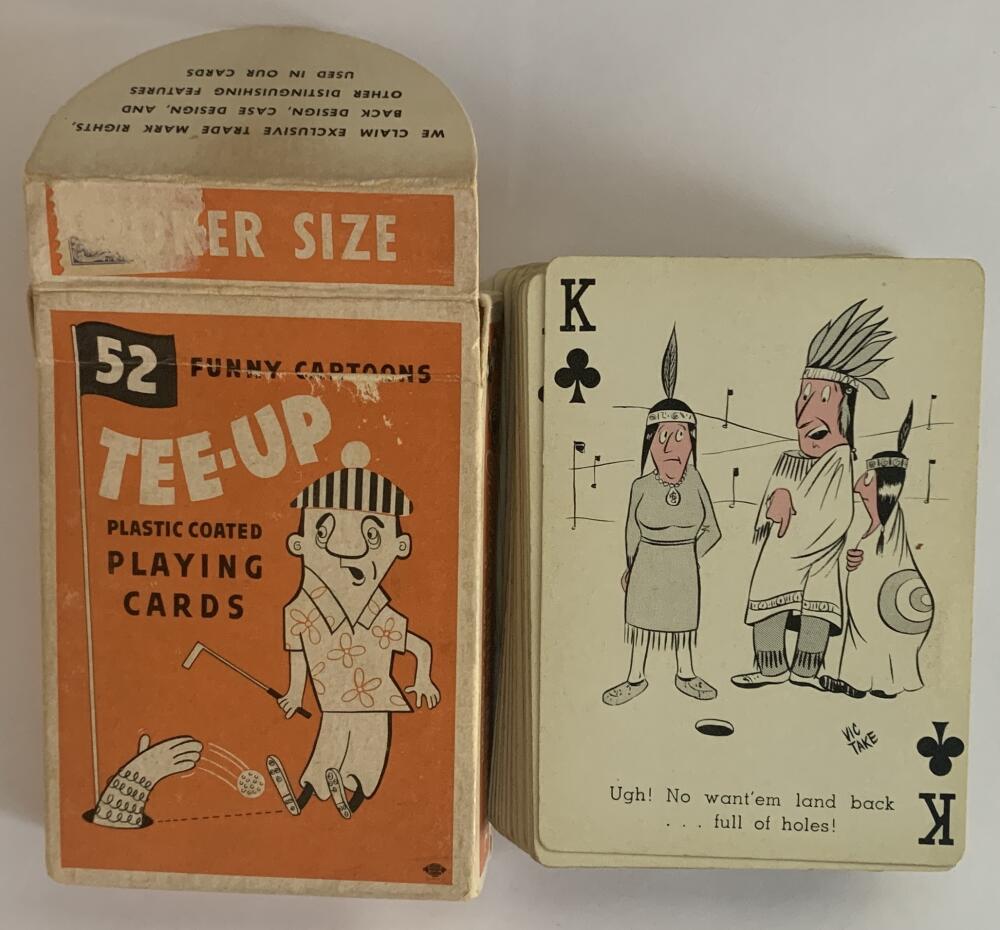 WE CLAIM EXCLUSIVE TRADE MARK RIGHTS,
BACK DESIGN, CASE DESIGN, AND
OTHER DISTINGUISHING FEATURES
USED IN OUR CARDS
POKER SIZE
52 FUNNY CARTOONS
TEE-UP
PLASTIC COATED
PLAYING
CARDS
K
VIC
TAKE
Ugh! No want'em land back
. . . full of holes!
K